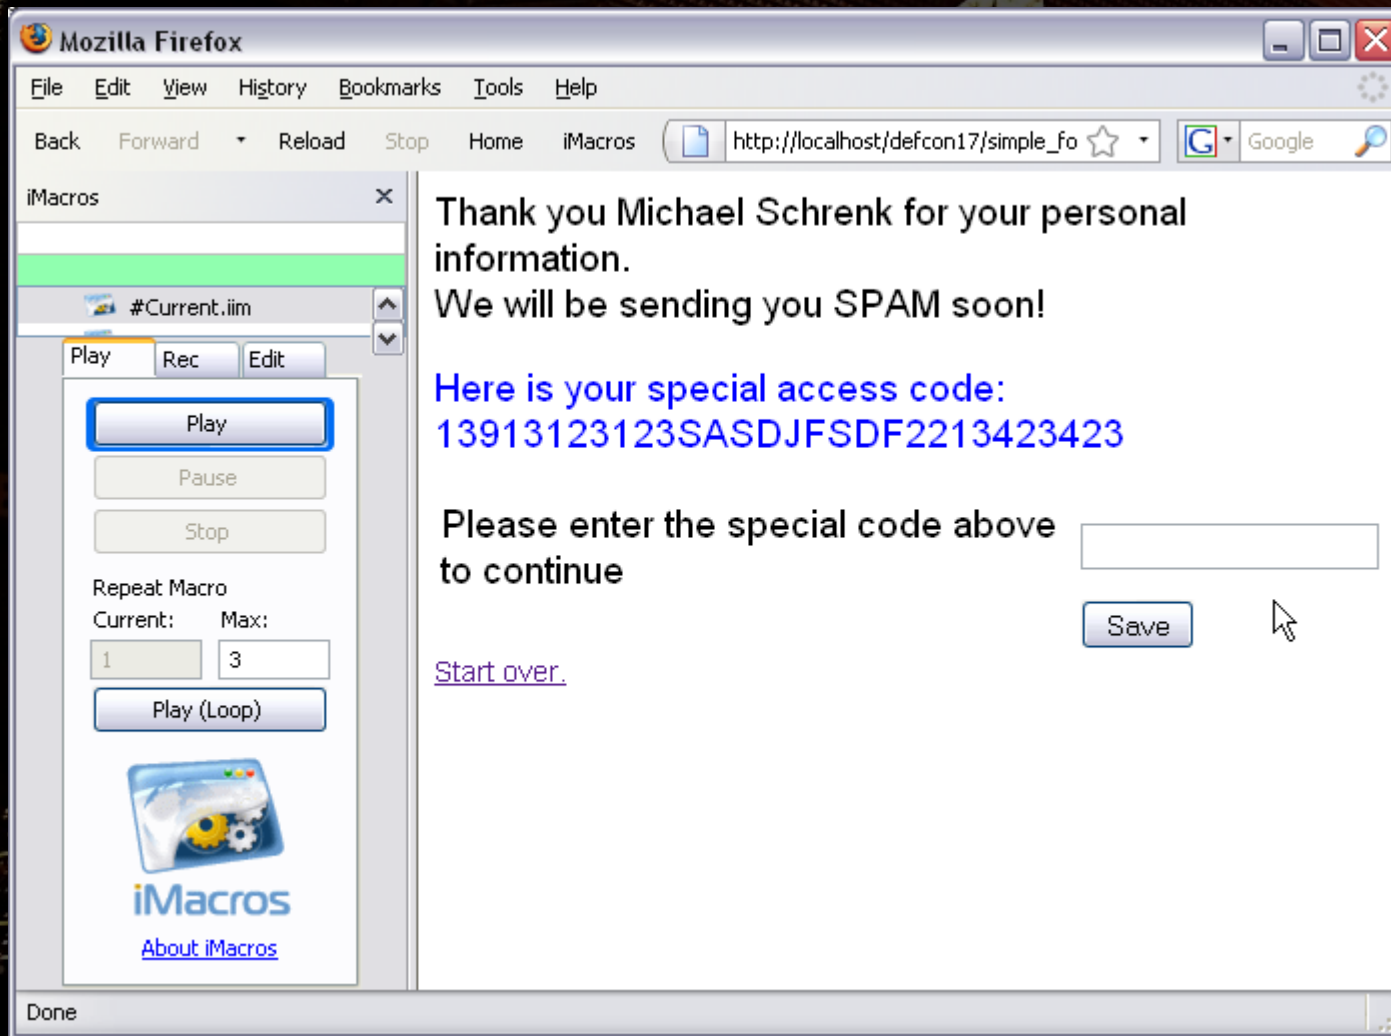 Mozilla Firefox
File Edit View History Bookmarks Tools Help
Back Forward Reload Stop Home iMacros http://localhost/defcon17/simple_fo G Google
iMacros
#Current.iim
Play Rec Edit
Play
Pause
Stop
Repeat Macro
Current: Max:
1 3
Play (Loop)
iMacros
About iMacros
Thank you Michael Schrenk for your personal
information.
We will be sending you SPAM soon!
Here is your special access code:
13913123123SASDJFSDF2213423423
Please enter the special code above
to continue
Save
Start over.
Done